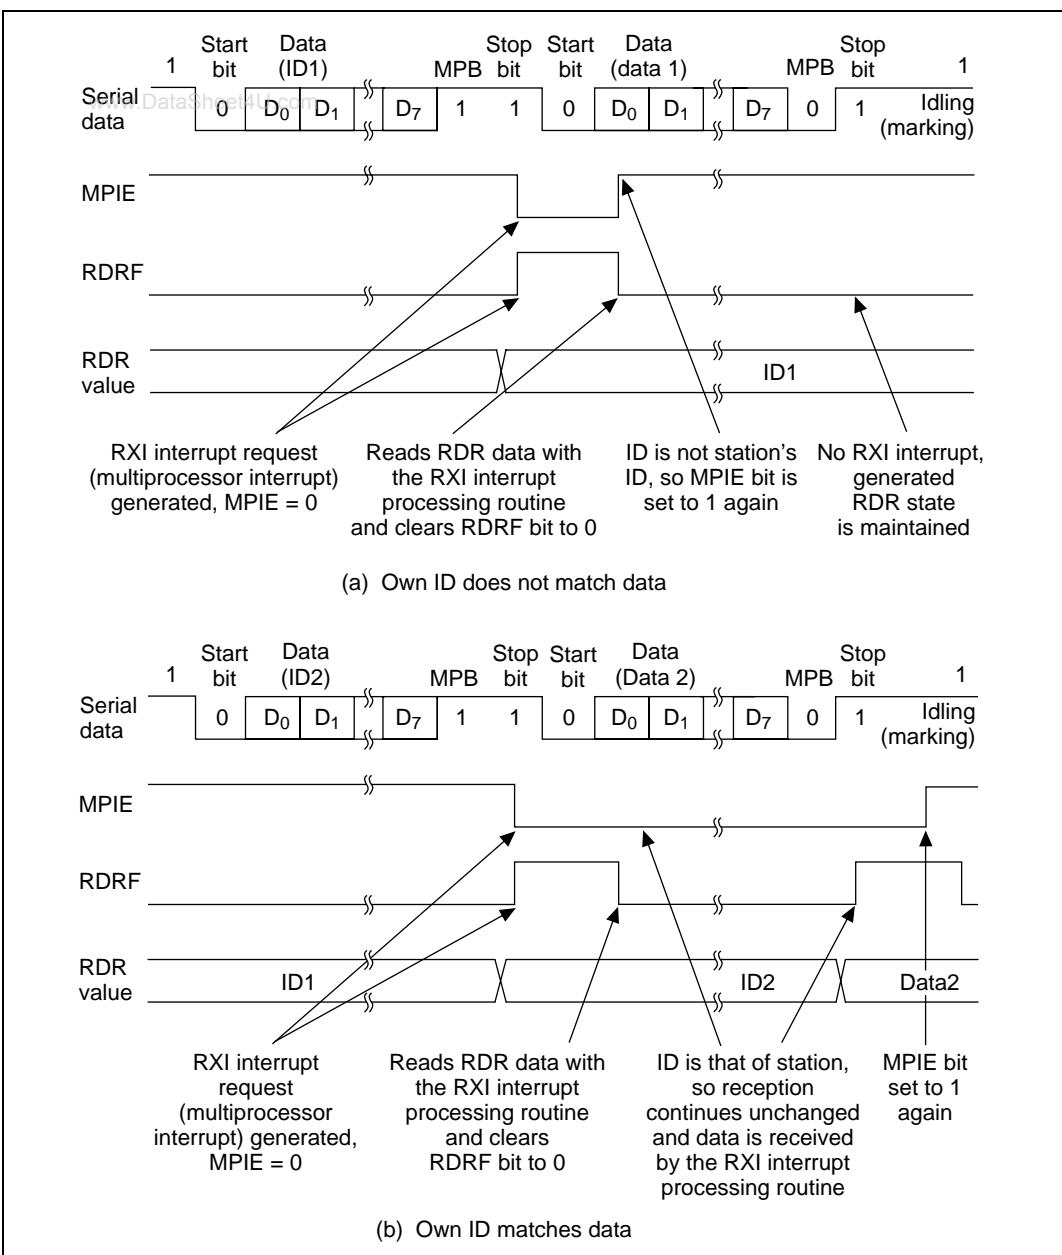 Start Data Stop Start Data Stop
1 bit (ID1) MPB bit bit (data 1) MPB bit 1
www.DataSheet4U.com
Serial data
0 D0 D1 D7 1 1 0 D0 D1 D7 0 1 Idling (marking)
MPIE
RDRF
RDR value
ID1
RXI interrupt request
(multiprocessor interrupt)
generated, MPIE = 0
Reads RDR data with
the RXI interrupt
processing routine
and clears RDRF bit to 0
ID is not station's
ID, so MPIE bit is
set to 1 again
No RXI interrupt,
generated
RDR state
is maintained
(a) Own ID does not match data
Start Data Stop Start Data Stop
1 bit (ID2) MPB bit bit (Data 2) MPB bit 1
Serial data
0 D0 D1 D7 1 1 0 D0 D1 D7 0 1 Idling (marking)
MPIE
RDRF
RDR value
ID1 ID2 Data2
RXI interrupt
request
(multiprocessor
interrupt) generated,
MPIE = 0
Reads RDR data with
the RXI interrupt
processing routine
and clears
RDRF bit to 0
ID is that of station,
so reception
continues unchanged
and data is received
by the RXI interrupt
processing routine
MPIE bit
set to 1
again
(b) Own ID matches data